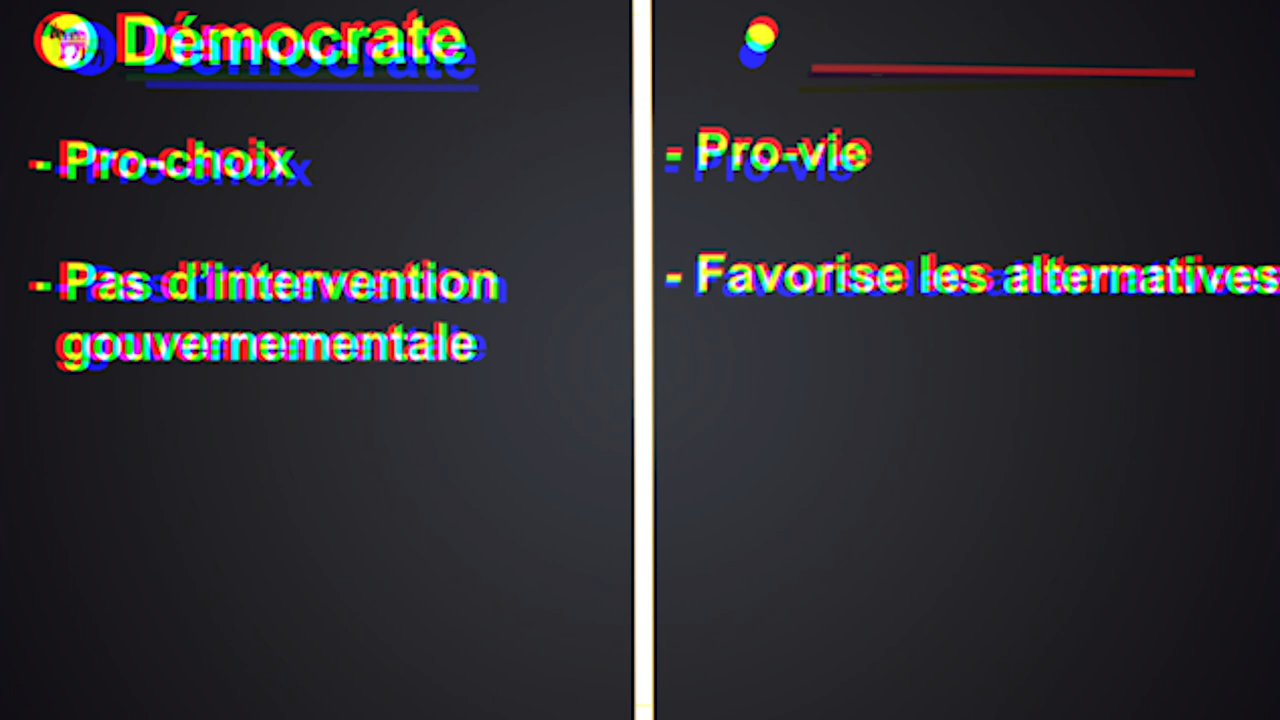 Démocrate
- Pro-choix
- Pas d'intervention
gouvernementale
- Pro-vie
- Favorise les alternatives